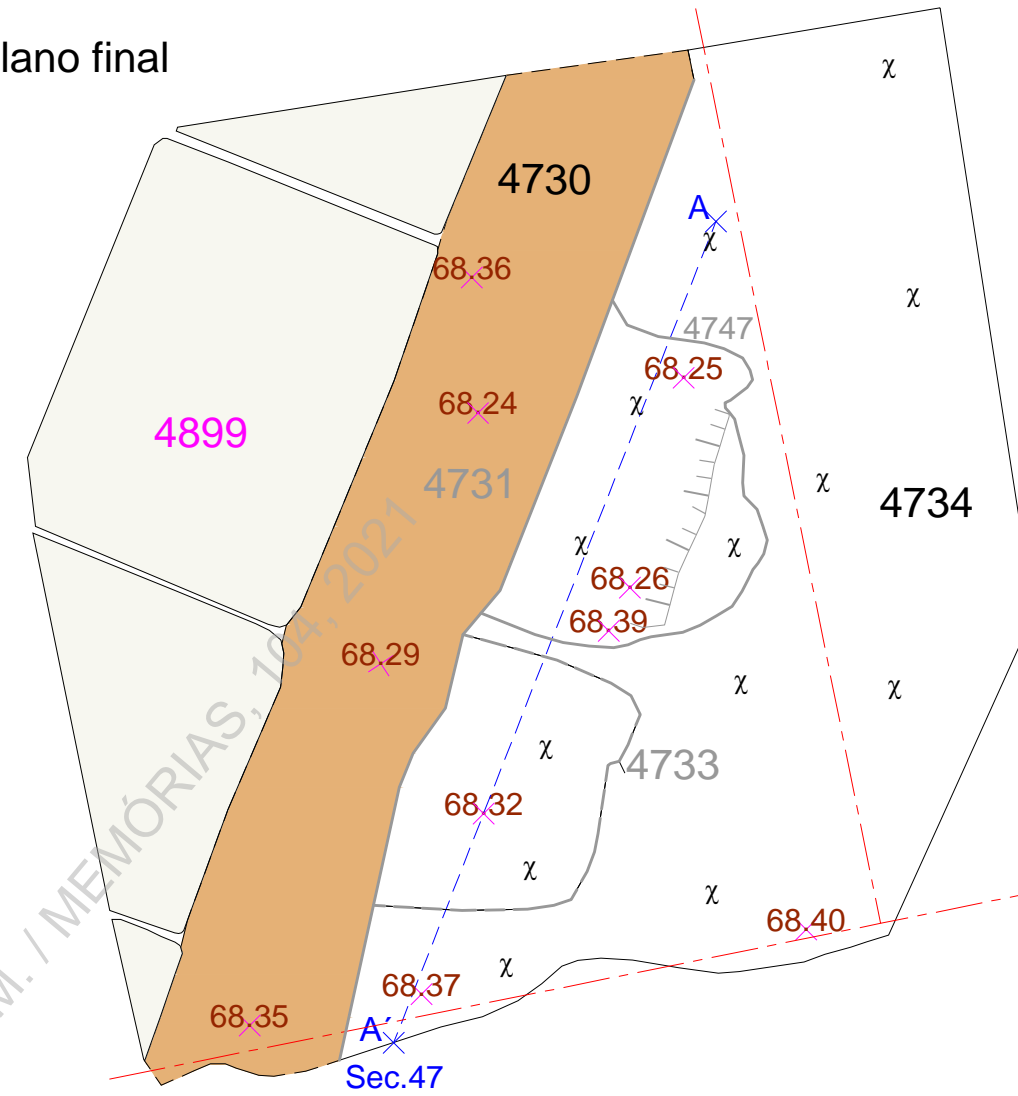 lano final
χ
4730
A
χ
68.36
χ
4747
68.25
68.24
χ
4899
4731
χ
4734
χ
χ
68.26
68.39
68.29
χ
χ
χ
4733
68.32
χ
χ
68.40
χ
68.37
68.35
A´
Sec.47
M. / MEMÓRIAS, 104, 2021